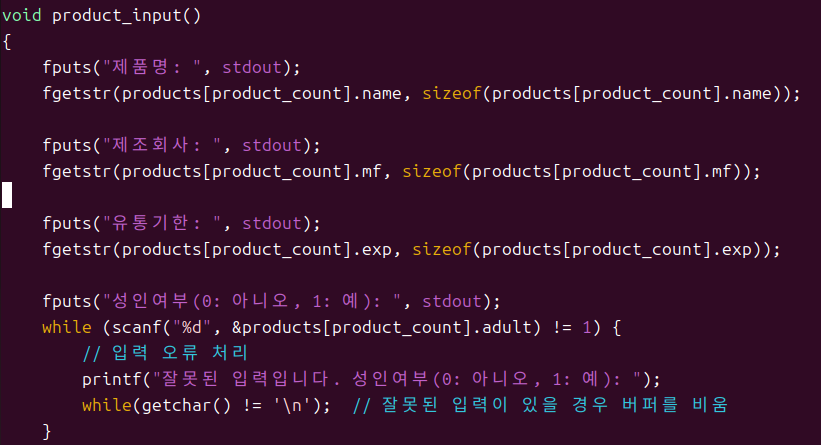 void product_input()
{
    fputs("제품명: ", stdout);
    fgetstr(products[product_count].name, sizeof(products[product_count].name));

    fputs("제조회사: ", stdout);
    fgetstr(products[product_count].mf, sizeof(products[product_count].mf));

    fputs("유통기한: ", stdout);
    fgetstr(products[product_count].exp, sizeof(products[product_count].exp));

    fputs("성인여부(0: 아니오, 1: 예): ", stdout);
    while (scanf("%d", &products[product_count].adult) != 1) {
        // 입력 오류 처리
        printf("잘못된 입력입니다. 성인여부(0: 아니오, 1: 예): ");
        while(getchar() != '\n');  // 잘못된 입력이 있을 경우 버퍼를 비움
    }